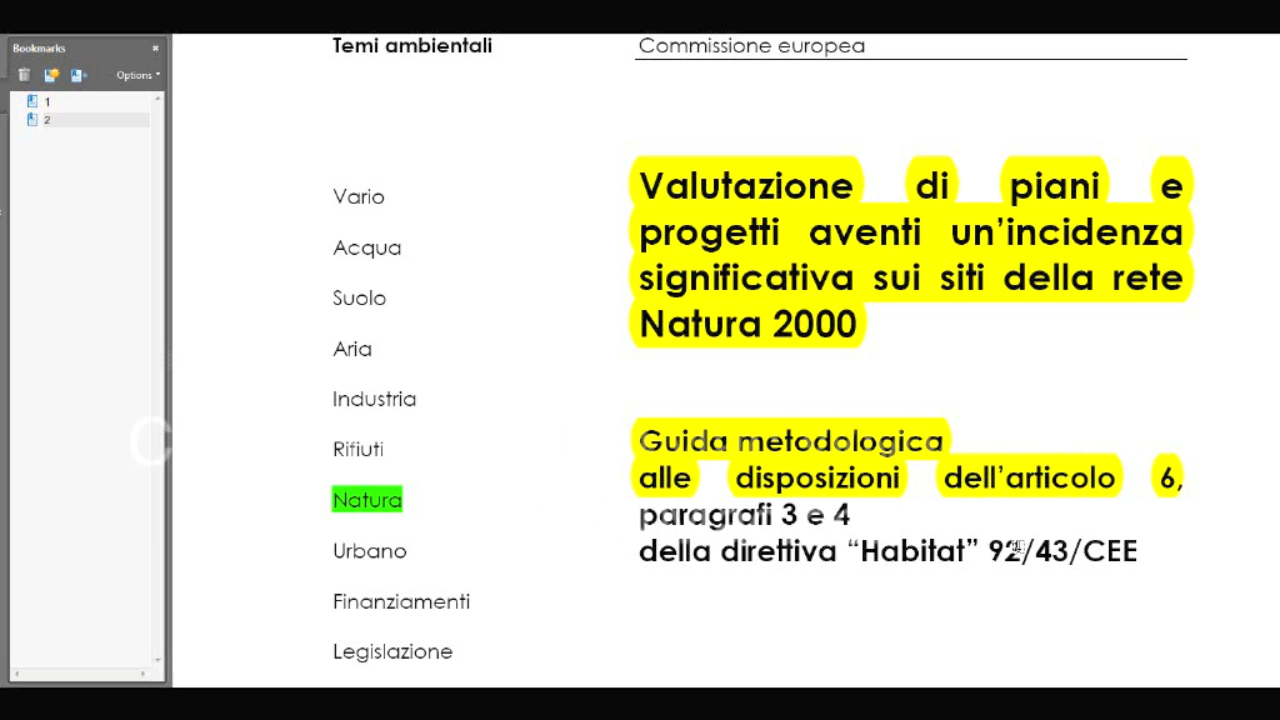 Bookmarks
Options
1
2
Temi ambientali
Commissione europea
Vario
Acqua
Suolo
Aria
Industria
Rifiuti
Natura
Urbano
Finanziamenti
Legislazione
Valutazione di piani e
progetti aventi un’incidenza
significativa sui siti della rete
Natura 2000
Guida metodologica
alle disposizioni dell’articolo 6,
paragrafi 3 e 4
della direttiva “Habitat” 92/43/CEE
C